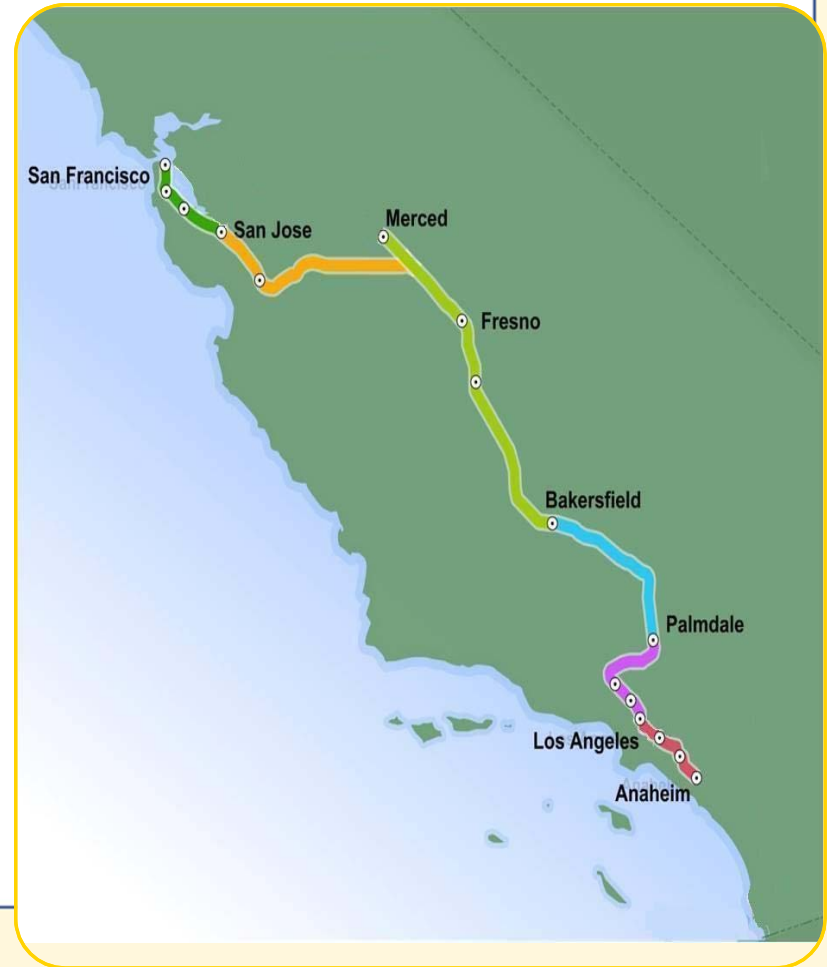 San Francisco
San Jose
Merced
Fresno
Bakersfield
Palmdale
Los Angeles
Anaheim